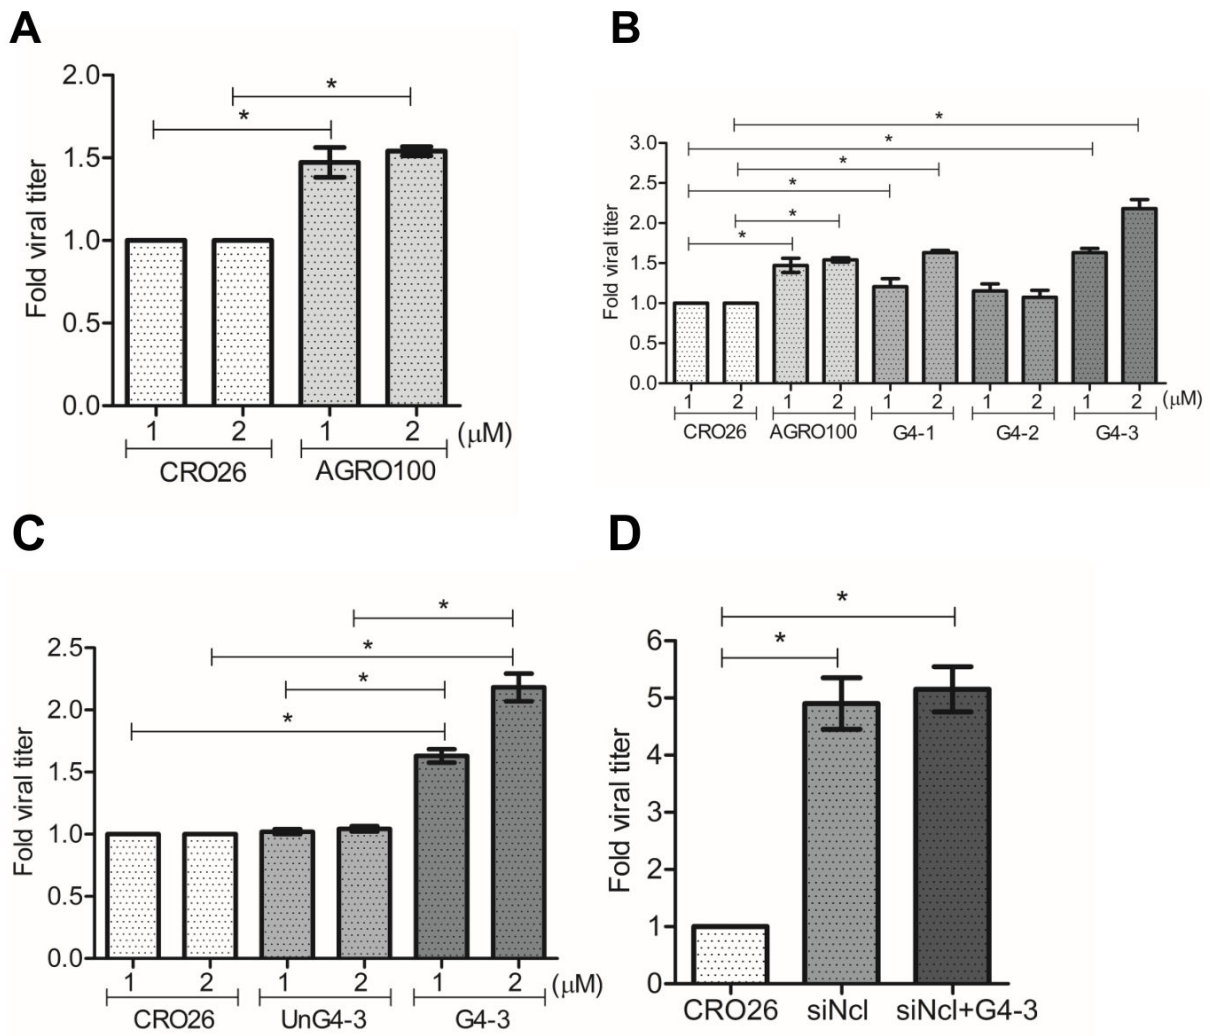 A
2.0
1.5
1.0
0.5
0.0
Fold viral titer
*
*
1 2 1 2 (μM)
CRO26 AGRO100
B
3.0
2.5
2.0
1.5
1.0
0.5
0.0
Fold viral titer
*
*
*
*
*
*
1 2 1 2 1 2 1 2 1 2 (μM)
CRO26 AGRO100 G4-1 G4-2 G4-3
C
2.5
2.0
1.5
1.0
0.5
0.0
Fold viral titer
*
*
*
*
1 2 1 2 1 2 (μM)
CRO26 UnG4-3 G4-3
D
6
5
4
3
2
1
0
Fold viral titer
*
*
CRO26 siNcl siNcl+G4-3